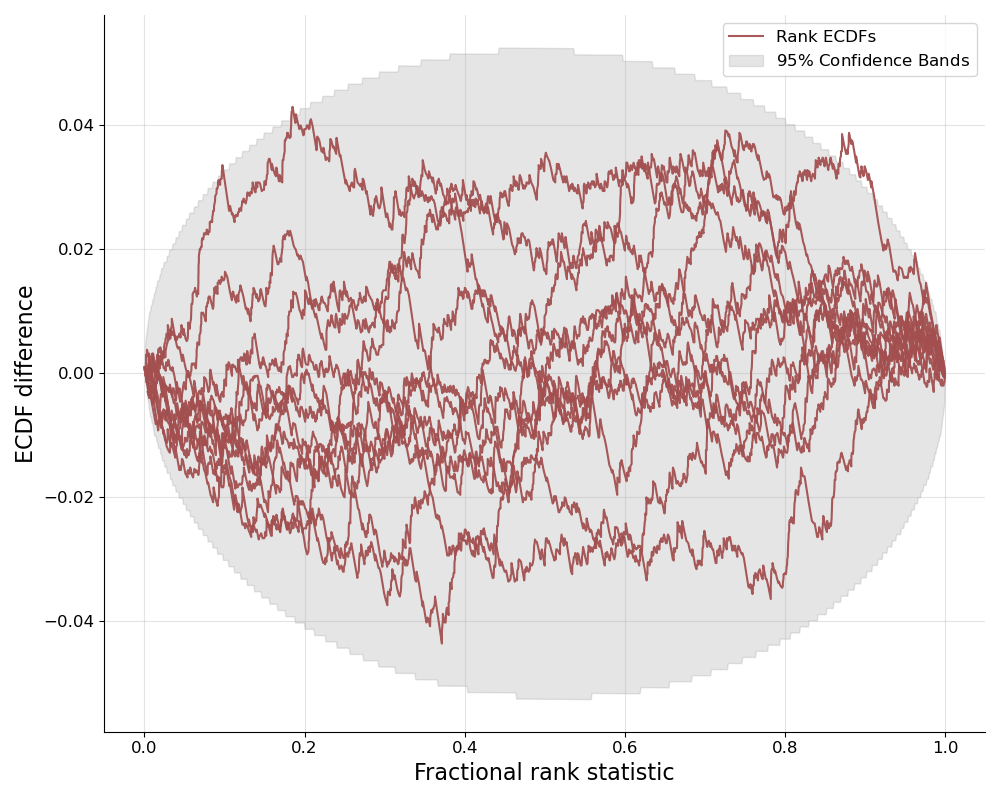 Rank ECDFs
95% Confidence Bands
0.04
0.02
0.00
−0.02
−0.04
ECDF difference
0.0 0.2 0.4 0.6 0.8 1.0
Fractional rank statistic